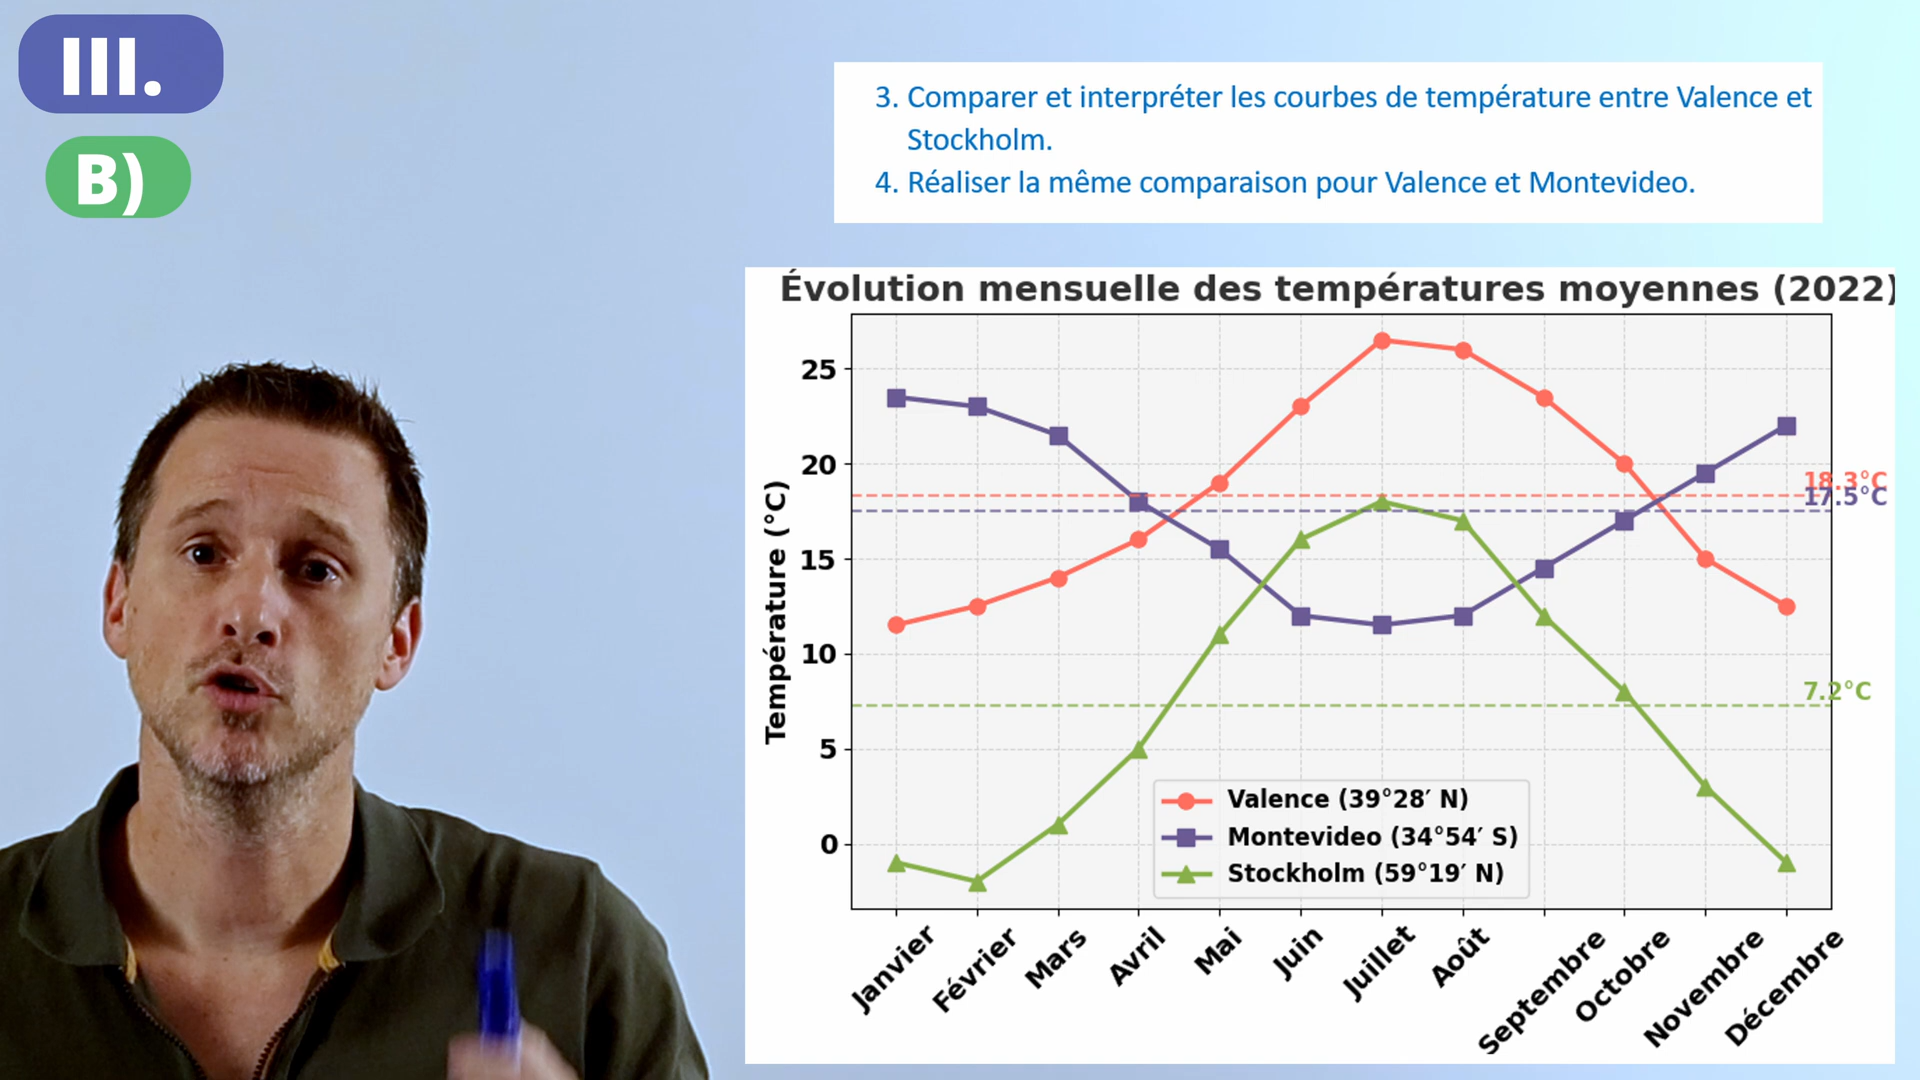 III.
B)
3. Comparer et interpréter les courbes de température entre Valence et
Stockholm.
4. Réaliser la même comparaison pour Valence et Montevideo.
Évolution mensuelle des températures moyennes (2022)
Température (°C)
25
20
15
10
5
0
18.3°C
17.5°C
7.2°C
Valence (39°28′ N)
Montevideo (34°54′ S)
Stockholm (59°19′ N)
Janvier
Février
Mars
Avril
Mai
Juin
Juillet
Août
Septembre
Octobre
Novembre
Décembre